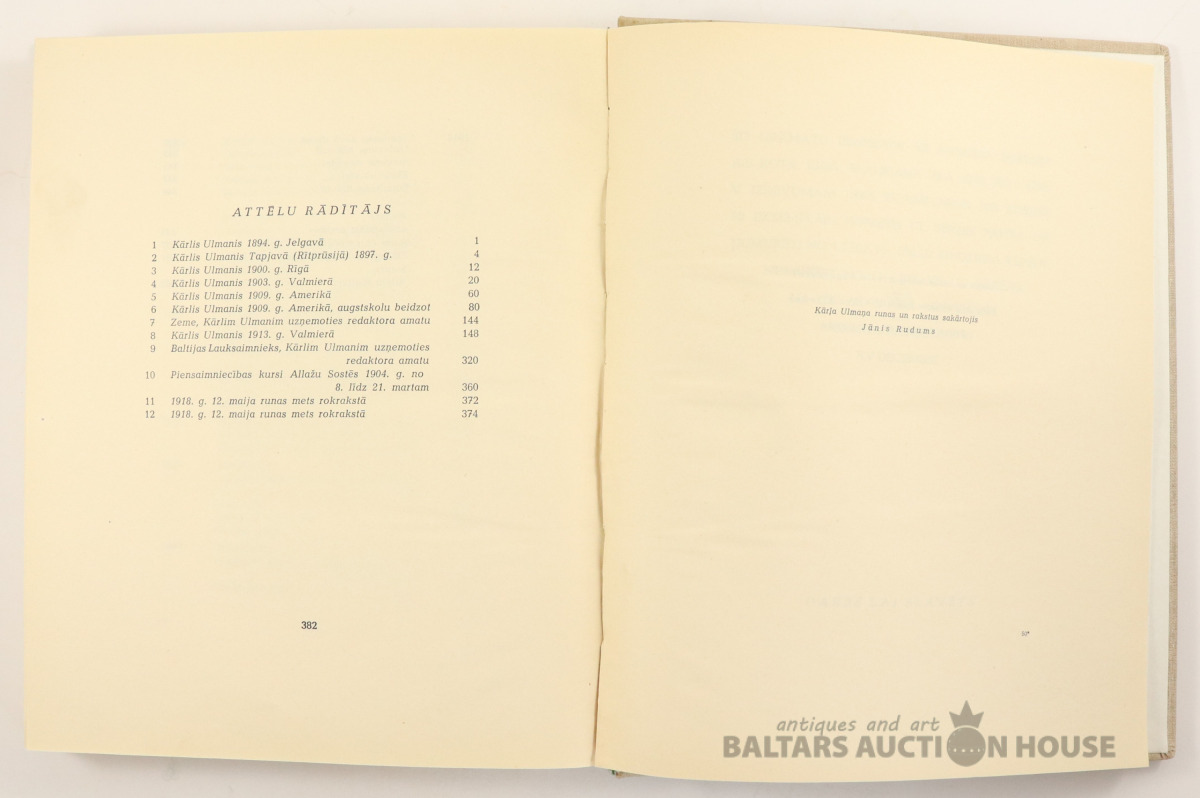 ATTĒLU RĀDĪTĀJS
1 Kārlis Ulmanis 1894. g. Jelgavā 1
2 Kārlis Ulmanis Tapjavā (Rītprūsijā) 1897. g. 4
3 Kārlis Ulmanis 1900. g. Rīgā 12
4 Kārlis Ulmanis 1903. g. Valmierā 20
5 Kārlis Ulmanis 1909. g. Amerikā 60
6 Kārlis Ulmanis 1909. g. Amerikā, augstskolu beidzot 80
7 Zeme, Kārlim Ulmanim uzņemoties redaktora amatu 144
8 Kārlis Ulmanis 1913. g. Valmierā 148
9 Baltijas Lauksaimnieks, Kārlim Ulmanim uzņemoties
redaktora amatu 320
10 Piensaimniecības kursi Allažu Sostēs 1904. g. no
8. līdz 21. martam 360
11 1918. g. 12. maija runas mets rokrakstā 372
12 1918. g. 12. maija runas mets rokrakstā 374
382
Kārļa Ulmaņa runas un rakstus sakārtojis
Jānis Rudums
antiques and art
BALTARS AUCTION HOUSE